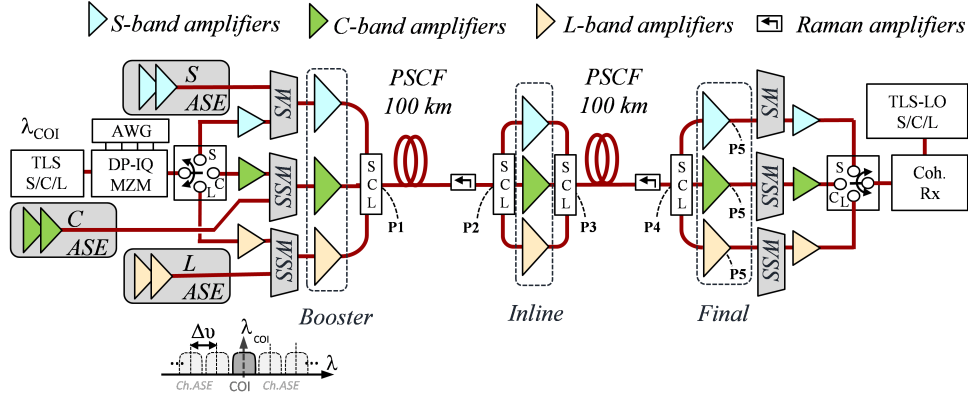 S-band amplifiers
C-band amplifiers
L-band amplifiers
Raman amplifiers
S
ASE
WS
PSCF
100 km
PSCF
100 km
WS
TLS-LO
S/C/L
λCOI
AWG
TLS
S/C/L
DP-IQ
MZM
S
C
L
WSS
S
C
L
S
C
L
S
C
L
S
C
L
P5
WSS
S
C
L
Coh.
Rx
C
ASE
P1
P2
P3
P4
P5
L
ASE
WSS
P5
WSS
Booster
Inline
Final
Δυ
λCOI
λ
...
...
Ch.ASE
COI
Ch.ASE